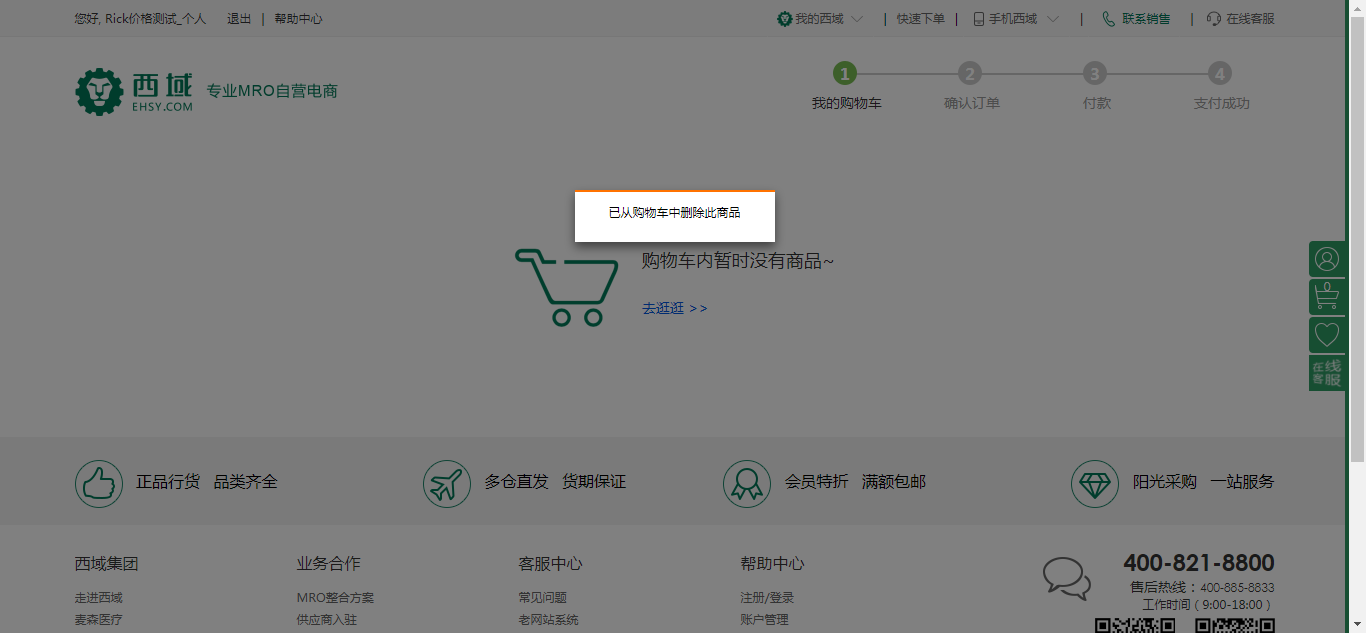 您好, Rick价格测试_个人 退出 | 帮助中心 我的西域 | 快速下单 | 手机西域 | 联系销售 | 在线客服
西域
EHSY.COM
专业MRO自营电商
1 2 3 4
我的购物车 确认订单 付款 支付成功
已从购物车中删除此商品
购物车内暂时没有商品~
去逛逛 >>
0
在线
客服
正品行货 品类齐全 多仓直发 货期保证 会员特折 满额包邮 阳光采购 一站服务
西域集团 业务合作 客服中心 帮助中心 400-821-8800
走进西域 MRO整合方案 常见问题 注册/登录 售后热线：400-885-8833
麦森医疗 供应商入驻 老网站系统 账户管理 工作时间（9:00-18:00）